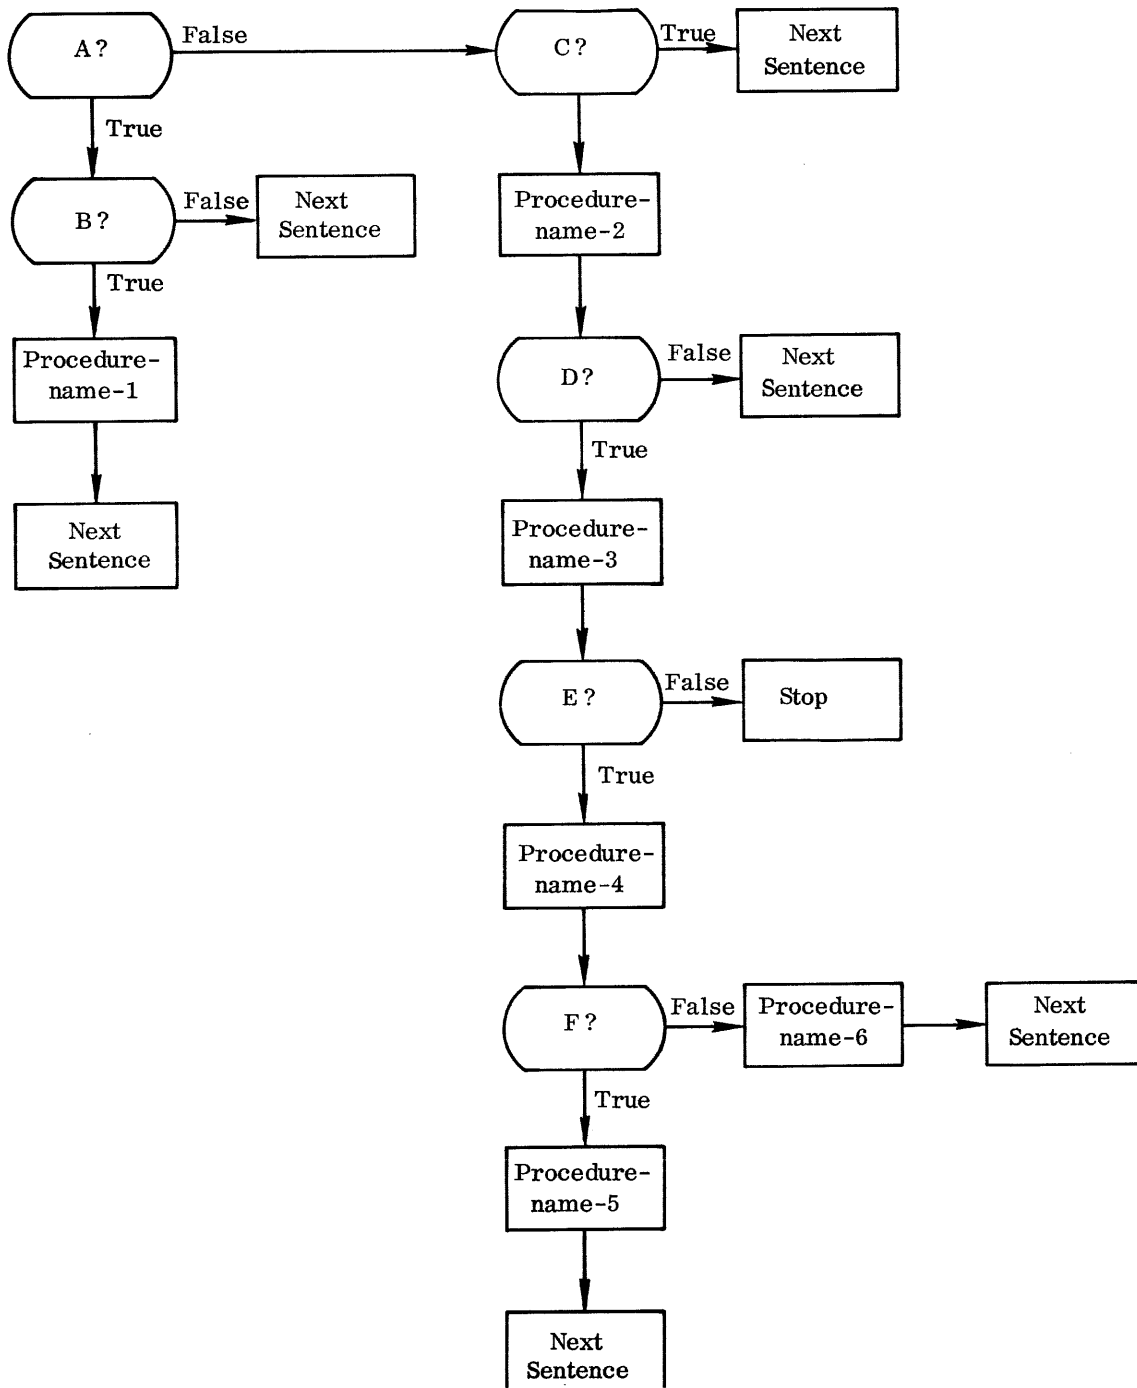 A?
False
C?
True
Next
Sentence
True
B?
False
Next
Sentence
Procedure-
name-2
True
Procedure-
name-1
D?
False
Next
Sentence
True
Next
Sentence
Procedure-
name-3
E?
False
Stop
True
Procedure-
name-4
F?
False
Procedure-
name-6
Next
Sentence
True
Procedure-
name-5
Next
Sentence